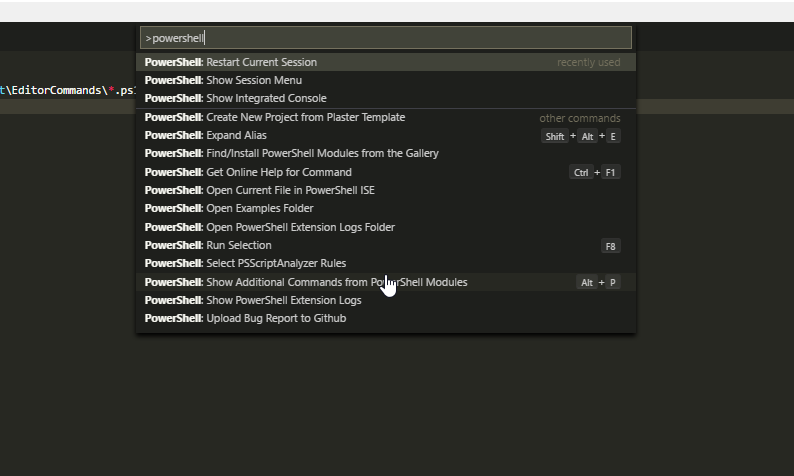 >powershell
PowerShell: Restart Current Session recently used
PowerShell: Show Session Menu
t\EditorCommands\*.ps1
PowerShell: Show Integrated Console
PowerShell: Create New Project from Plaster Template other commands
PowerShell: Expand Alias Shift + Alt + E
PowerShell: Find/Install PowerShell Modules from the Gallery
PowerShell: Get Online Help for Command Ctrl + F1
PowerShell: Open Current File in PowerShell ISE
PowerShell: Open Examples Folder
PowerShell: Open PowerShell Extension Logs Folder
PowerShell: Run Selection F8
PowerShell: Select PSScriptAnalyzer Rules
PowerShell: Show Additional Commands from PowerShell Modules Alt + P
PowerShell: Show PowerShell Extension Logs
PowerShell: Upload Bug Report to Github